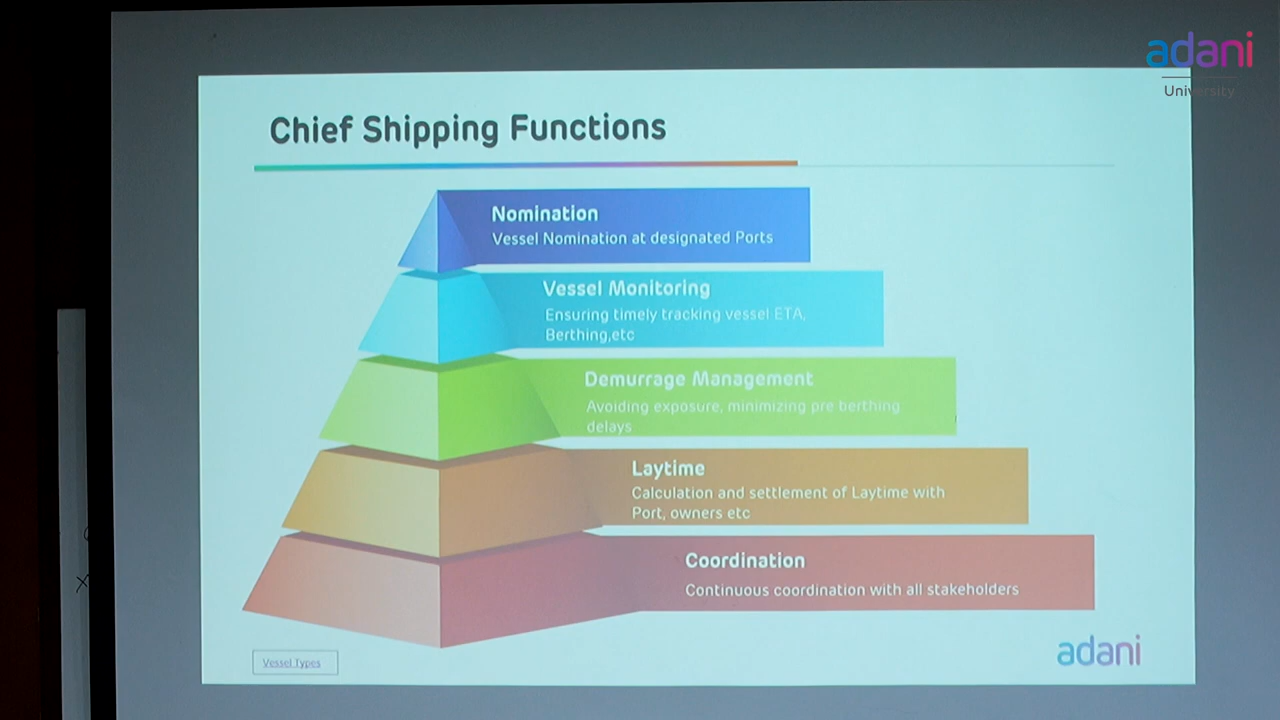 adani
University
Chief Shipping Functions
Nomination
Vessel Nomination at designated Ports
Vessel Monitoring
Ensuring timely tracking vessel ETA,
Berthing,etc
Demurrage Management
Avoiding exposure, minimizing pre berthing
delays
Laytime
Calculation and settlement of Laytime with
Port, owners etc
Coordination
Continuous coordination with all stakeholders
Vessel Types
adani